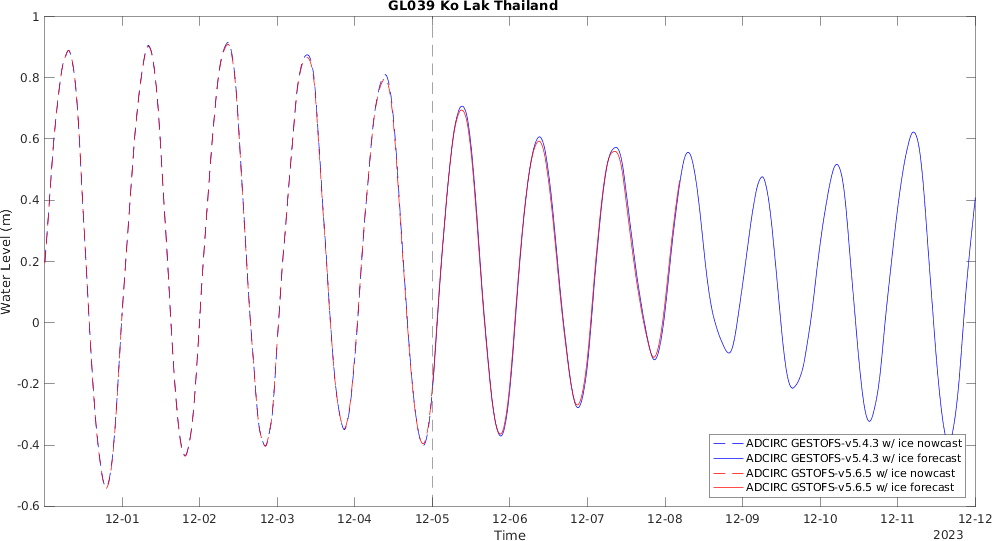 GL039 Ko Lak Thailand
1
0.8
0.6
0.4
0.2
0
-0.2
-0.4
-0.6
Water Level (m)
ADCIRC GESTOFS-v5.4.3 w/ ice nowcast
ADCIRC GESTOFS-v5.4.3 w/ ice forecast
ADCIRC GSTOFS-v5.6.5 w/ ice nowcast
ADCIRC GSTOFS-v5.6.5 w/ ice forecast
12-01 12-02 12-03 12-04 12-05 12-06 12-07 12-08 12-09 12-10 12-11 12-12
Time
2023